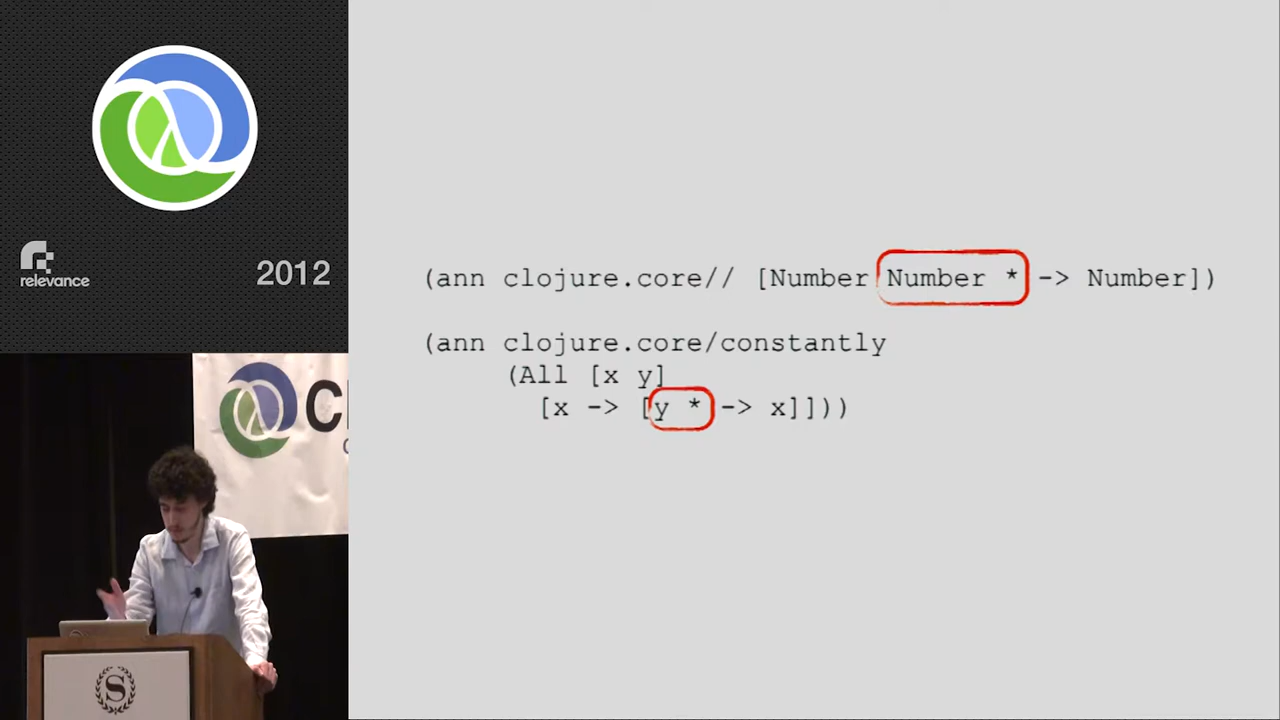 relevance
2012
(ann clojure.core// [Number Number * -> Number])
(ann clojure.core/constantly
(All [x y]
[x -> [y * -> x]]))
S